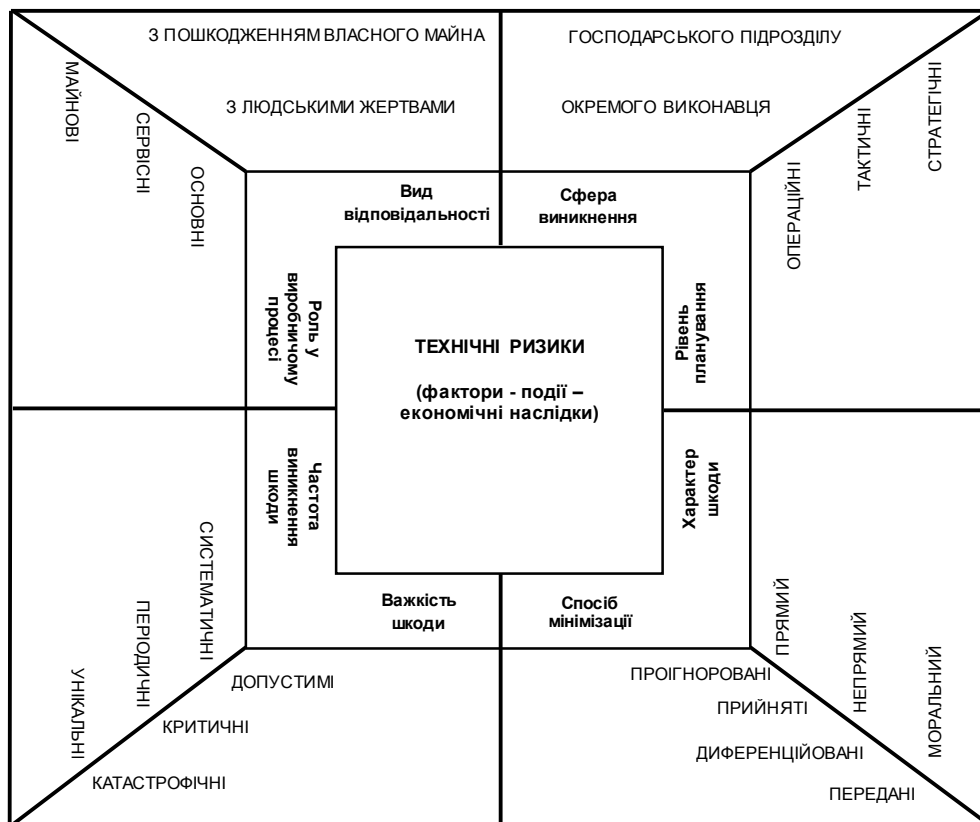 З ПОШКОДЖЕННЯМ ВЛАСНОГО МАЙНА
З ЛЮДСЬКИМИ ЖЕРТВАМИ
ГОСПОДАРСЬКОГО ПІДРОЗДІЛУ
ОКРЕМОГО ВИКОНАВЦЯ
МАЙНОВІ
СЕРВІСНІ
ОСНОВНІ
ОПЕРАЦІЙНІ
ТАКТИЧНІ
СТРАТЕГІЧНІ
Вид
відповідальності
Сфера
виникнення
Роль у
виробничому
процесі
Рівень
планування
ТЕХНІЧНІ РИЗИКИ
(фактори - події –
економічні наслідки)
Частота
виникнення
шкоди
Характер
шкоди
Важкість
шкоди
Спосіб
мінімізації
УНІКАЛЬНІ
ПЕРІОДИЧНІ
СИСТЕМАТИЧНІ
ДОПУСТИМІ
КРИТИЧНІ
КАТАСТРОФІЧНІ
ПРОІГНОРОВАНІ
ПРИЙНЯТІ
ДИФЕРЕНЦІЙОВАНІ
ПЕРЕДАНІ
ПРЯМИЙ
НЕПРЯМИЙ
МОРАЛЬНИЙ